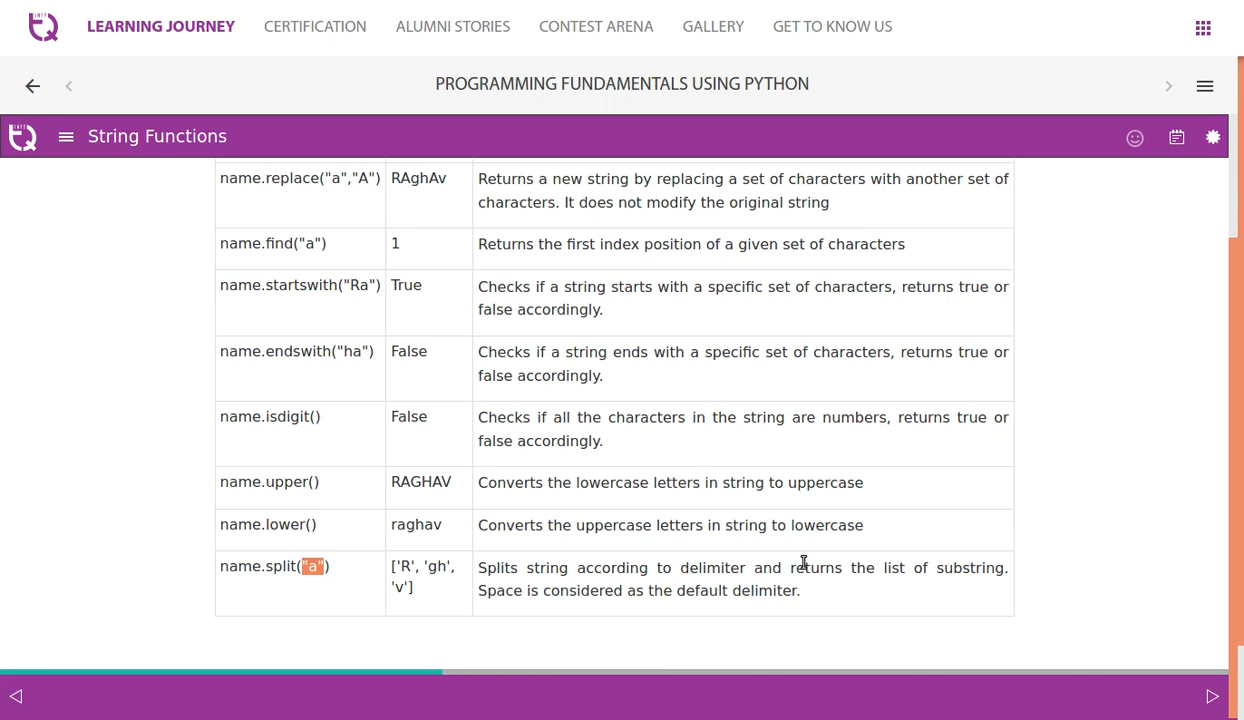 LEARNING JOURNEY CERTIFICATION ALUMNI STORIES CONTEST ARENA GALLERY GET TO KNOW US
PROGRAMMING FUNDAMENTALS USING PYTHON
String Functions
name.replace("a","A") RAghAv Returns a new string by replacing a set of characters with another set of
characters. It does not modify the original string
name.find("a") 1 Returns the first index position of a given set of characters
name.startswith("Ra") True Checks if a string starts with a specific set of characters, returns true or
false accordingly.
name.endswith("ha") False Checks if a string ends with a specific set of characters, returns true or
false accordingly.
name.isdigit() False Checks if all the characters in the string are numbers, returns true or
false accordingly.
name.upper() RAGHAV Converts the lowercase letters in string to uppercase
name.lower() raghav Converts the uppercase letters in string to lowercase
name.split("a") ['R', 'gh', Splits string according to delimiter and returns the list of substring.
'v'] Space is considered as the default delimiter.